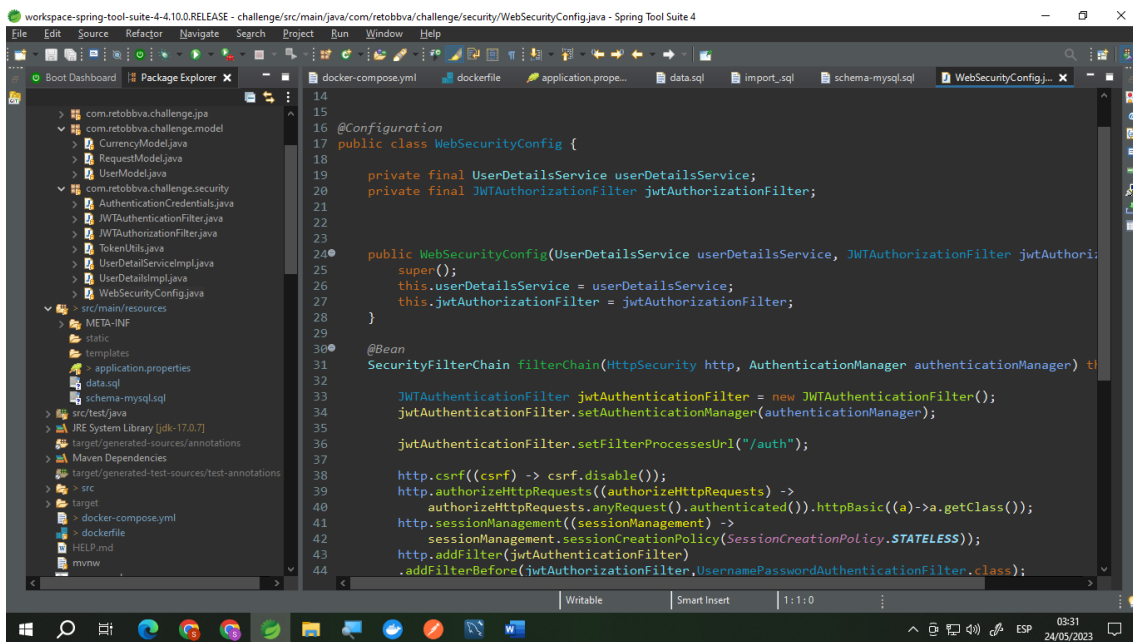 workspace-spring-tool-suite-4-4.10.0.RELEASE - challenge/src/main/java/com/retobbva/challenge/security/WebSecurityConfig.java - Spring Tool Suite 4
File Edit Source Refactor Navigate Search Project Run Window Help
Boot Dashboard Package Explorer
docker-compose.yml dockerfile application.prope... data.sql import_.sql schema-mysql.sql WebSecurityConfig.j...
> com.retobbva.challenge.jpa
com.retobbva.challenge.model
> CurrencyModel.java
> RequestModel.java
> UserModel.java
com.retobbva.challenge.security
> AuthenticationCredentials.java
> JWTAuthenticationFilter.java
> JWTAuthorizationFilter.java
> TokenUtils.java
> UserDetailServiceImpl.java
> UserDetailsImpl.java
> WebSecurityConfig.java
> src/main/resources
> META-INF
static
templates
> application.properties
data.sql
schema-mysql.sql
> src/test/java
> JRE System Library [jdk-17.0.7]
target/generated-sources/annotations
> Maven Dependencies
target/generated-test-sources/test-annotations
> > src
> target
> docker-compose.yml
> dockerfile
HELP.md
mvnw
14
15
16 @Configuration
17 public class WebSecurityConfig {
18
19 private final UserDetailsService userDetailsService;
20 private final JWTAuthorizationFilter jwtAuthorizationFilter;
21
22
23
24 public WebSecurityConfig(UserDetailsService userDetailsService, JWTAuthorizationFilter jwtAuthoriz
25 super();
26 this.userDetailsService = userDetailsService;
27 this.jwtAuthorizationFilter = jwtAuthorizationFilter;
28 }
29
30 @Bean
31 SecurityFilterChain filterChain(HttpSecurity http, AuthenticationManager authenticationManager) th
32
33 JWTAuthenticationFilter jwtAuthenticationFilter = new JWTAuthenticationFilter();
34 jwtAuthenticationFilter.setAuthenticationManager(authenticationManager);
35
36 jwtAuthenticationFilter.setFilterProcessesUrl("/auth");
37
38 http.csrf((csrf) -> csrf.disable());
39 http.authorizeHttpRequests((authorizeHttpRequests) ->
40 authorizeHttpRequests.anyRequest().authenticated()).httpBasic((a)->a.getClass());
41 http.sessionManagement((sessionManagement) ->
42 sessionManagement.sessionCreationPolicy(SessionCreationPolicy.STATELESS));
43 http.addFilter(jwtAuthenticationFilter)
44 .addFilterBefore(jwtAuthorizationFilter,UsernamePasswordAuthenticationFilter.class);
Writable Smart Insert 1:1:0
ESP 03:31
24/05/2023